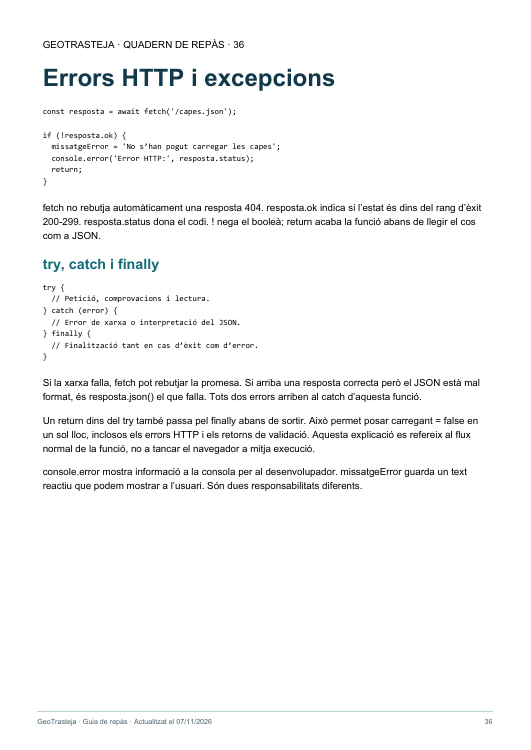 GEOTRASTEJA · QUADERN DE REPÀS · 36
Errors HTTP i excepcions
const resposta = await fetch('/capes.json');
if (!resposta.ok) {
  missatgeError = 'No s’han pogut carregar les capes';
  console.error('Error HTTP:', resposta.status);
  return;
}
fetch no rebutja automàticament una resposta 404. resposta.ok indica si l’estat és dins del rang d’èxit
200-299. resposta.status dona el codi. ! nega el booleà; return acaba la funció abans de llegir el cos
com a JSON.
try, catch i finally
try {
  // Petició, comprovacions i lectura.
} catch (error) {
  // Error de xarxa o interpretació del JSON.
} finally {
  // Finalització tant en cas d’èxit com d’error.
}
Si la xarxa falla, fetch pot rebutjar la promesa. Si arriba una resposta correcta però el JSON està mal
format, és resposta.json() el que falla. Tots dos errors arriben al catch d’aquesta funció.
Un return dins del try també passa pel finally abans de sortir. Això permet posar carregant = false en
un sol lloc, inclosos els errors HTTP i els retorns de validació. Aquesta explicació es refereix al flux
normal de la funció, no a tancar el navegador a mitja execució.
console.error mostra informació a la consola per al desenvolupador. missatgeError guarda un text
reactiu que podem mostrar a l’usuari. Són dues responsabilitats diferents.
GeoTrasteja · Guia de repàs · Actualitzat el 07/11/2026
36